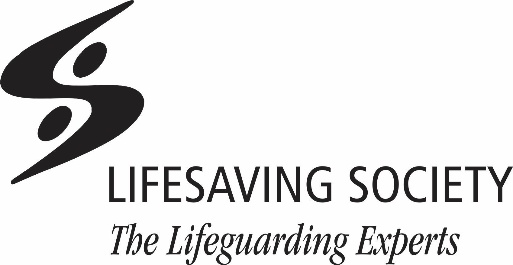 LIFESAVING SOCIETY
The Lifeguarding Experts